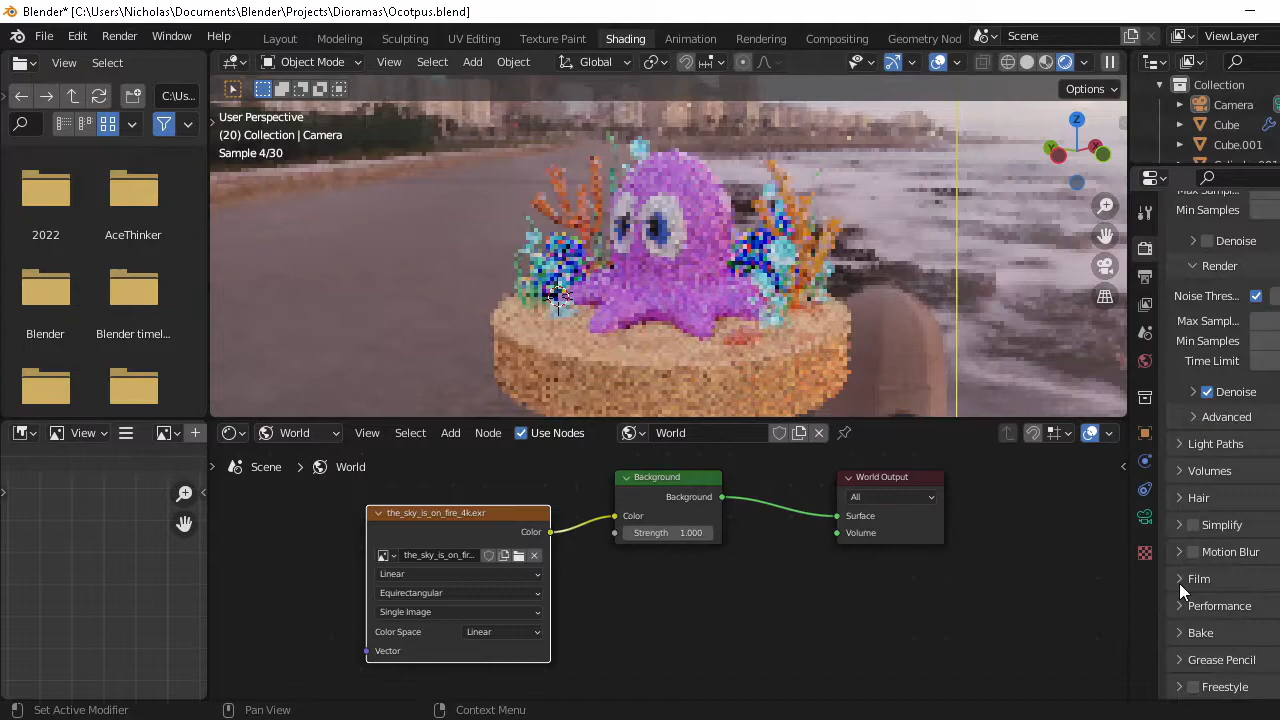 Blender* [C:\Users\Nicholas\Documents\Blender\Projects\Dioramas\Ocotpus.blend]
File Edit Render Window Help
Layout Modeling Sculpting UV Editing Texture Paint Shading Animation Rendering Compositing Geometry Nod
Scene
ViewLayer
View Select
Object Mode View Select Add Object Global
C:\Us...
Options
User Perspective
(20) Collection | Camera
Sample 4/30
Z
Y
X
2022
AceThinker
Blender
Blender timel...
Collection
Camera
Cube
Cube.001
Cylinder.001
Max Sampl...
Min Samples
Denoise
Render
Noise Thres...
Max Sampl...
Min Samples
Time Limit
Denoise
Advanced
Light Paths
Volumes
Hair
Simplify
Motion Blur
Film
Performance
Bake
Grease Pencil
Freestyle
View
World View Select Add Node Use Nodes World
Scene > World
the_sky_is_on_fire_4k.exr
Color
the_sky_is_on_fir...
Linear
Equirectangular
Single Image
Color Space Linear
Vector
Background
Background
Color
Strength 1.000
World Output
All
Surface
Volume
Set Active Modifier
Pan View
Context Menu